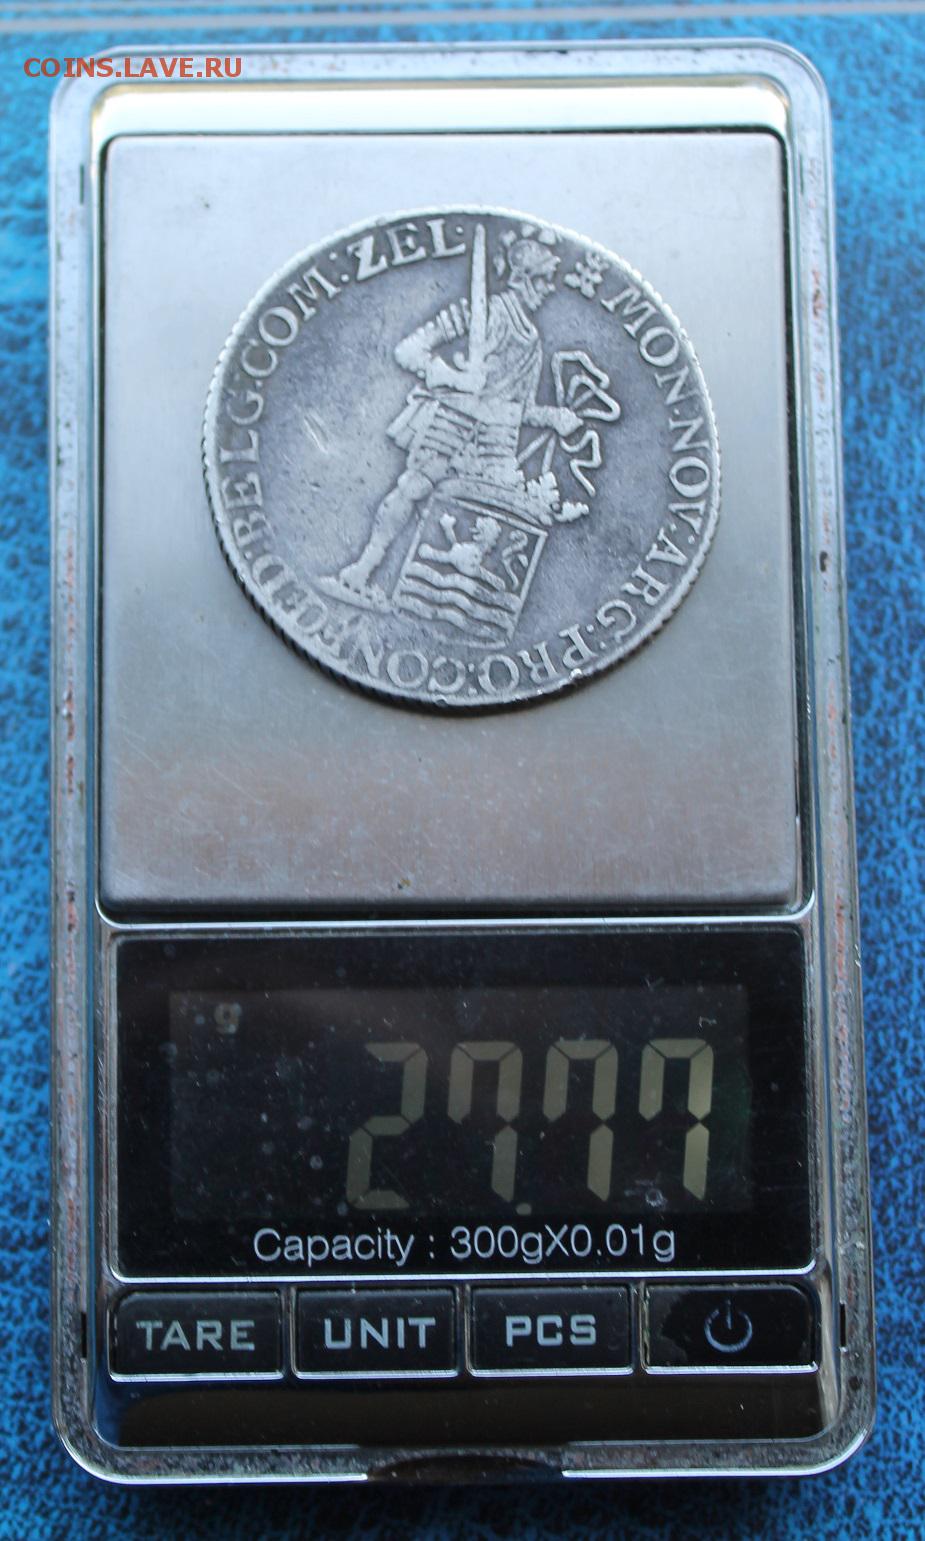 COINS.LAVE.RU
MON:NOV:ARG:PRO:CONFOED:BELG:COM:ZEL:
g
27.77
Capacity : 300gX0.01g
TARE UNIT PCS